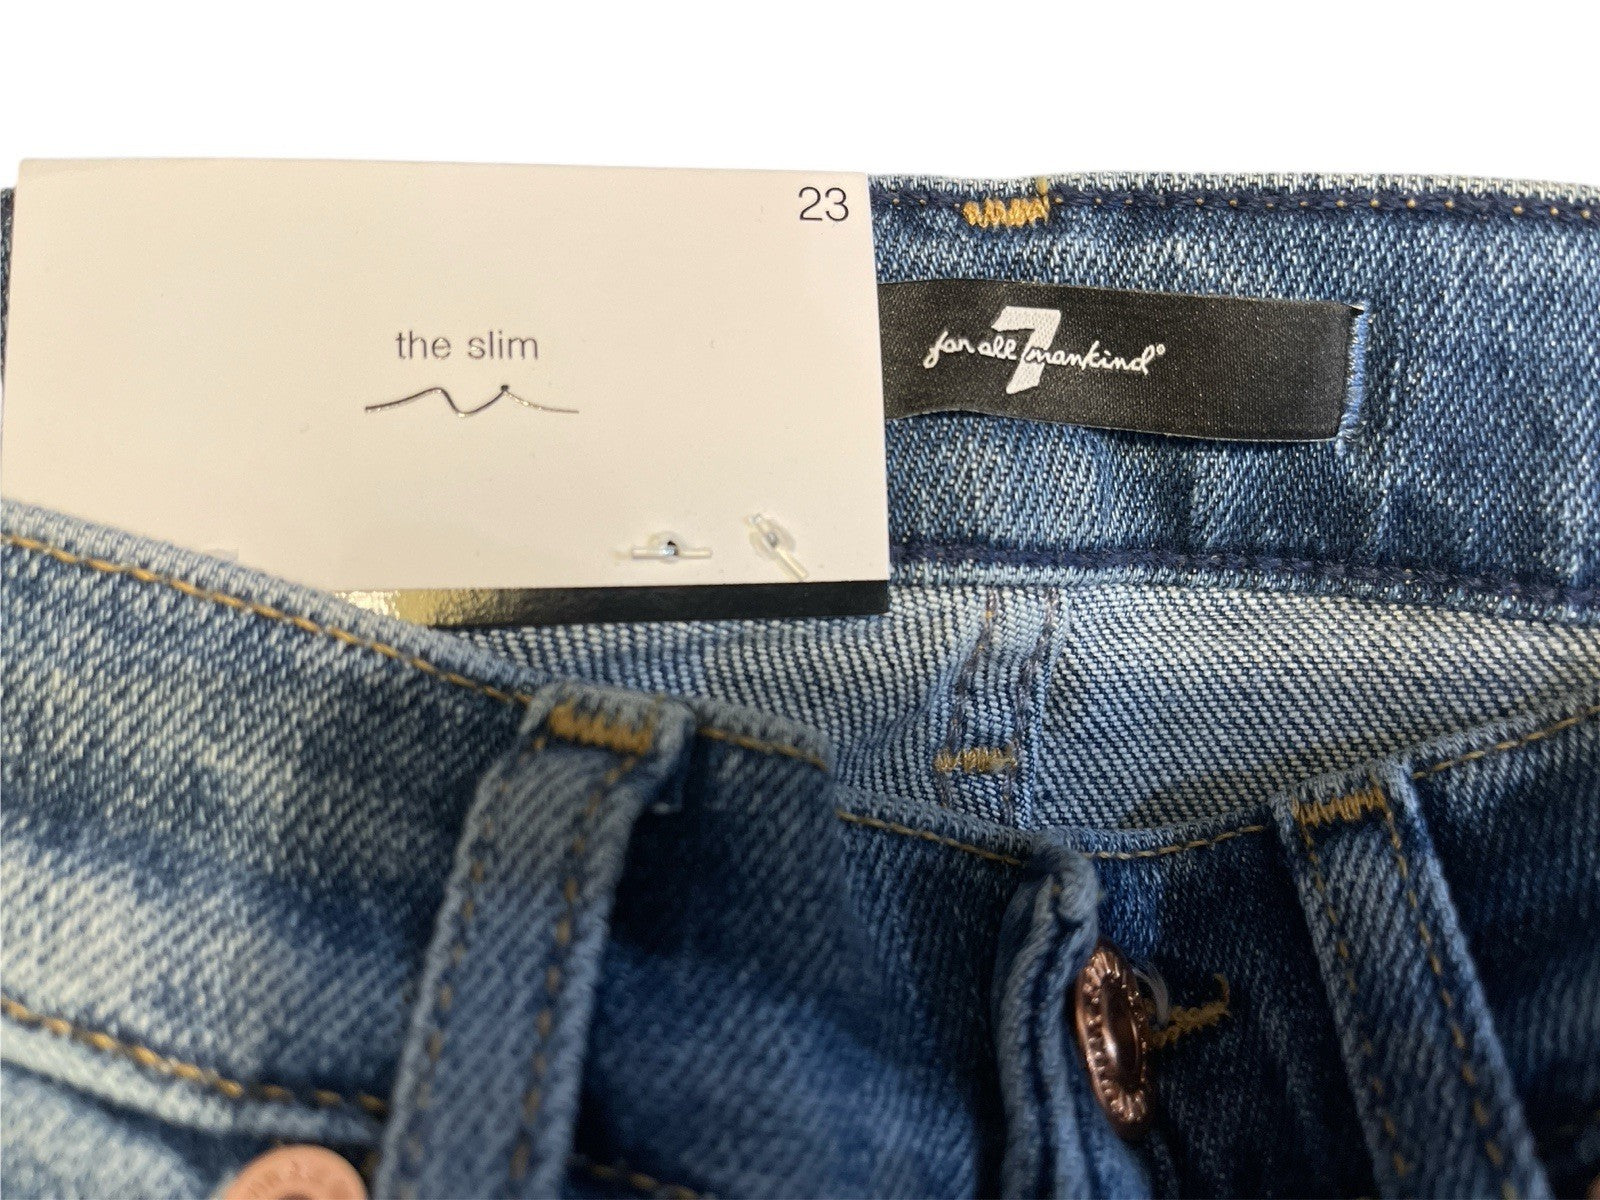 23
the slim
for all 7 mankind®